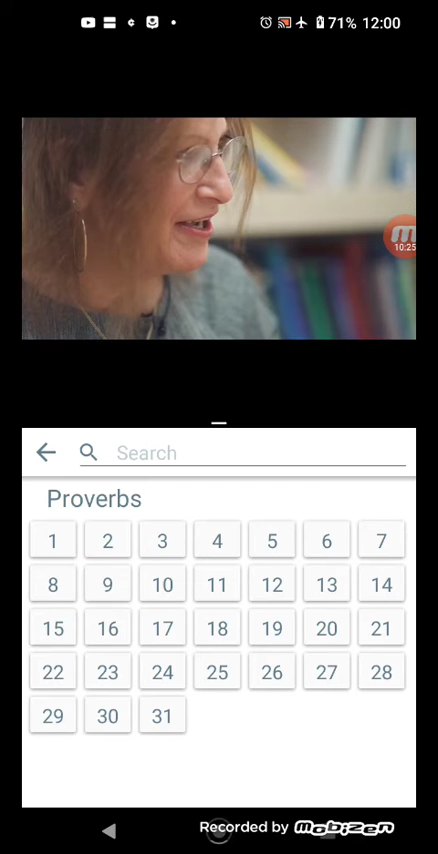 71% 12:00
10:25
Search
Proverbs
1 2 3 4 5 6 7
8 9 10 11 12 13 14
15 16 17 18 19 20 21
22 23 24 25 26 27 28
29 30 31
Recorded by MOBIZEN